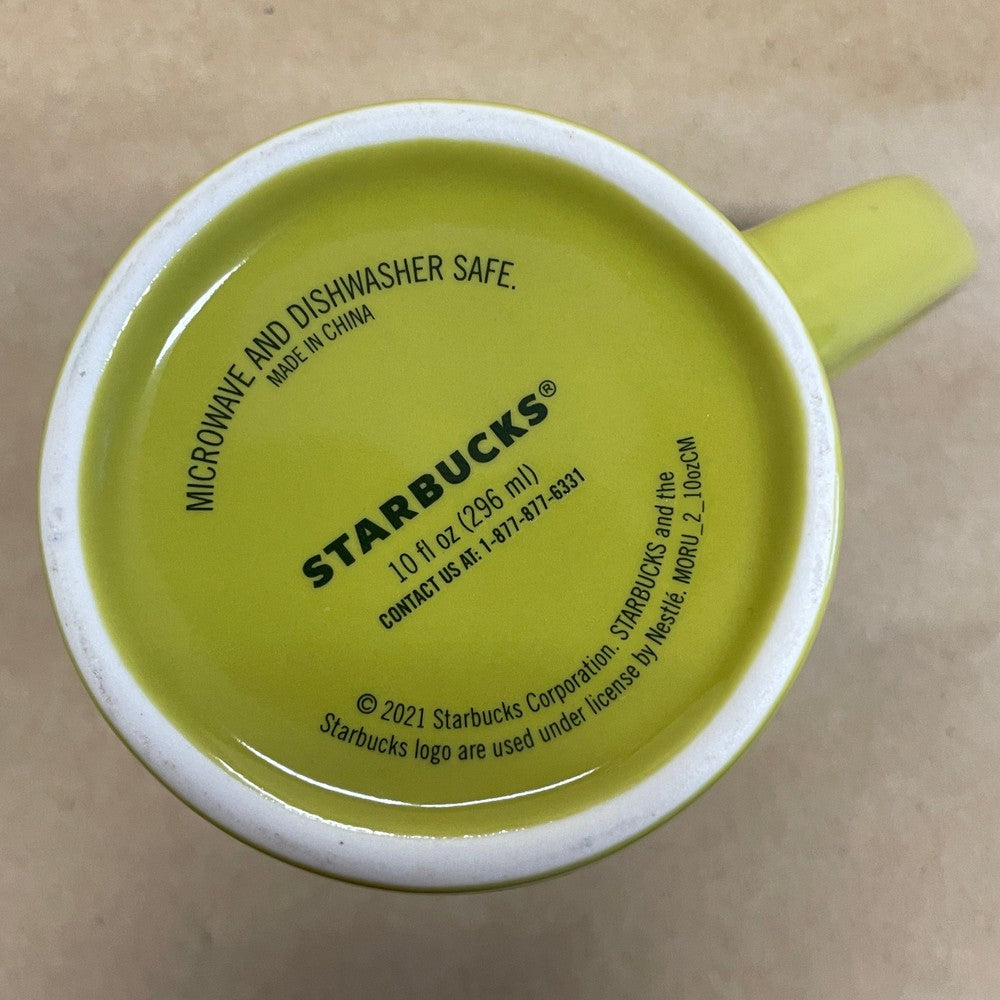 MICROWAVE AND DISHWASHER SAFE.
MADE IN CHINA
STARBUCKS®
10 fl oz (296 ml)
CONTACT US AT: 1-877-877-6331
© 2021 Starbucks Corporation. STARBUCKS and the
Starbucks logo are used under license by Nestlé. MORU_2_10ozCM